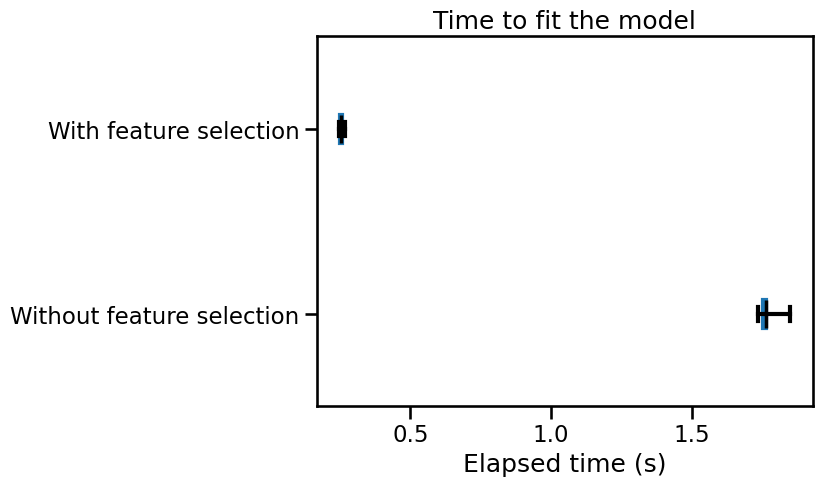 Time to fit the model
With feature selection
Without feature selection
0.5 1.0 1.5
Elapsed time (s)